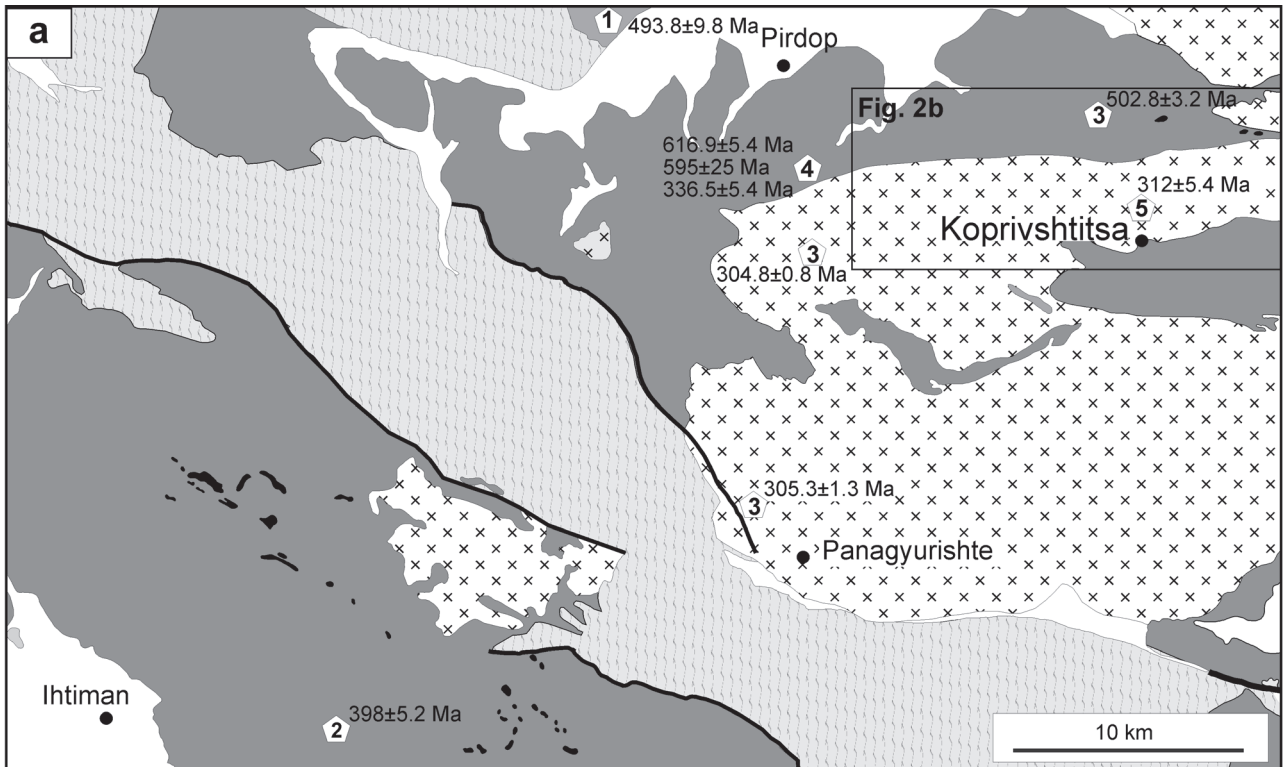 a
1
493.8±9.8 Ma
Pirdop
Fig. 2b
502.8±3.2 Ma
3
616.9±5.4 Ma
595±25 Ma
336.5±5.4 Ma
4
312±5.4 Ma
5
Koprivshtitsa
3
304.8±0.8 Ma
305.3±1.3 Ma
3
Panagyurishte
Ihtiman
398±5.2 Ma
2
10 km